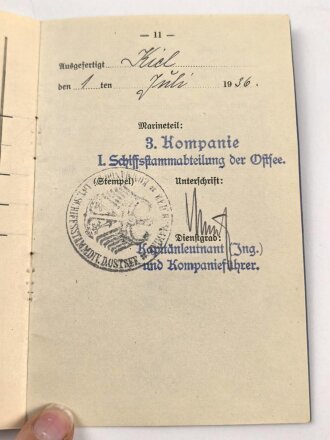 — 11 —
Ausgefertigt Kiel
den 1 ten Juli 1936.
Marineteil:
3. Kompanie
I. Schiffsstammabteilung der Ostsee.
(Stempel) Unterschrift:
Dienstgrad:
Kapitänleutnant (Ing.)
und Kompanieführer.